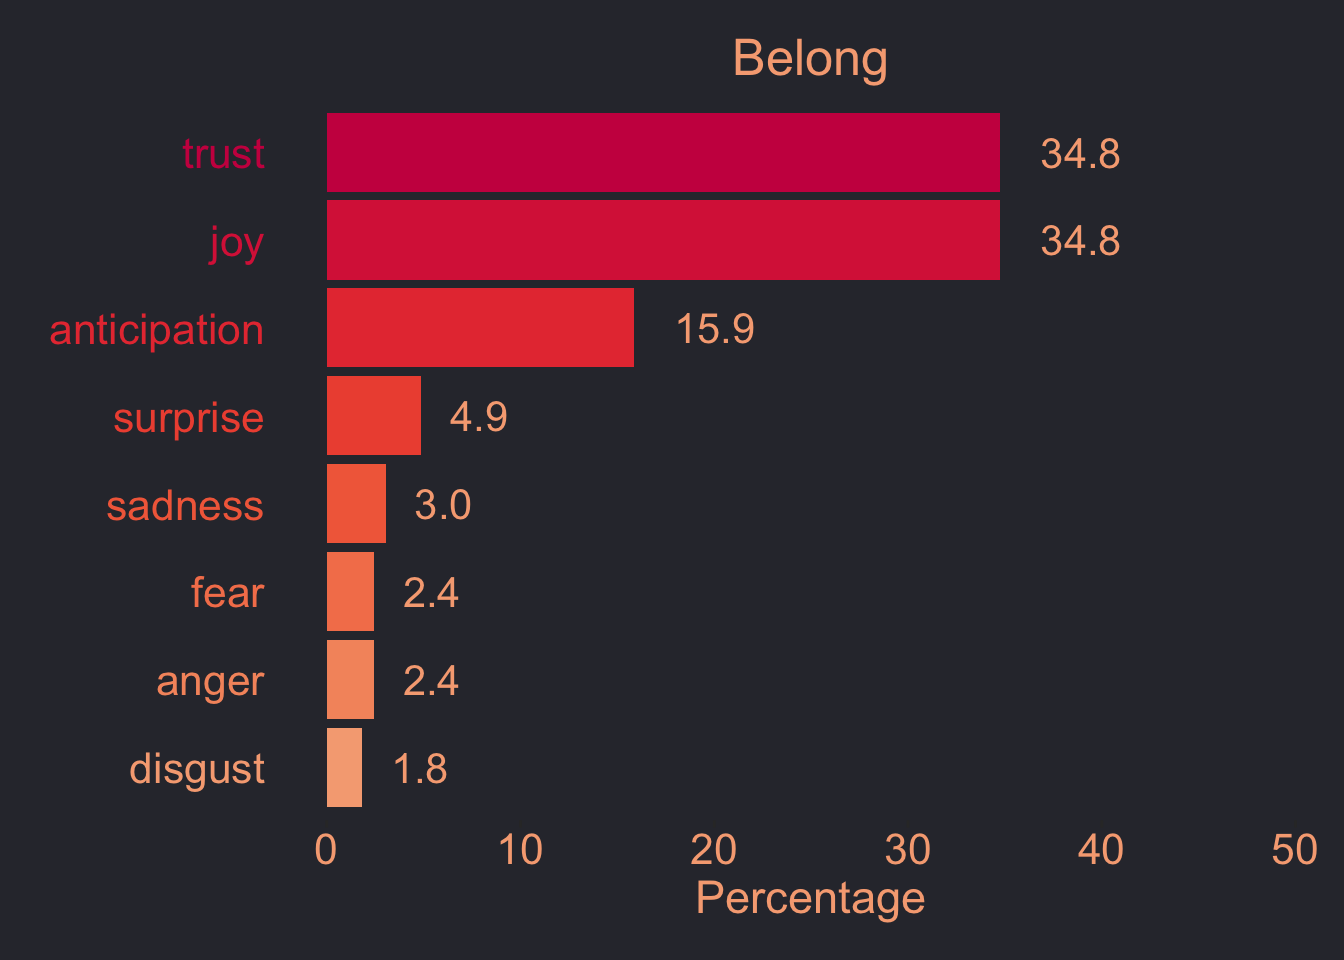 Belong
trust 34.8
joy 34.8
anticipation 15.9
surprise 4.9
sadness 3.0
fear 2.4
anger 2.4
disgust 1.8
0 10 20 30 40 50
Percentage